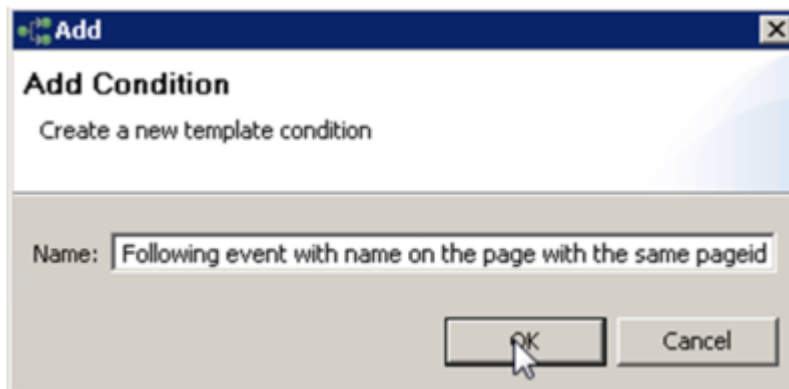 Add
Add Condition
Create a new template condition
Name: Following event with name on the page with the same pageid
OK Cancel